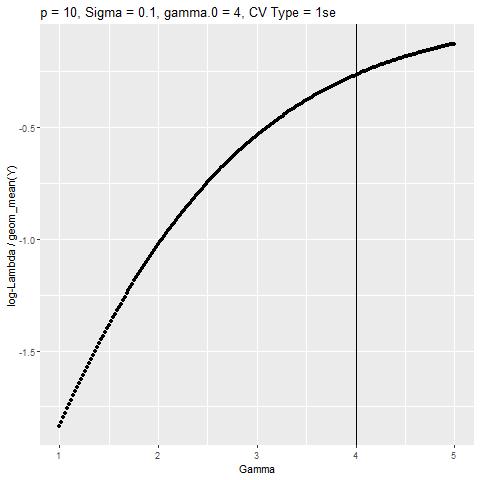 p = 10, Sigma = 0.1, gamma.0 = 4, CV Type = 1se
log-Lambda / geom_mean(Y)
-0.5
-1.0
-1.5
1 2 3 4 5
Gamma